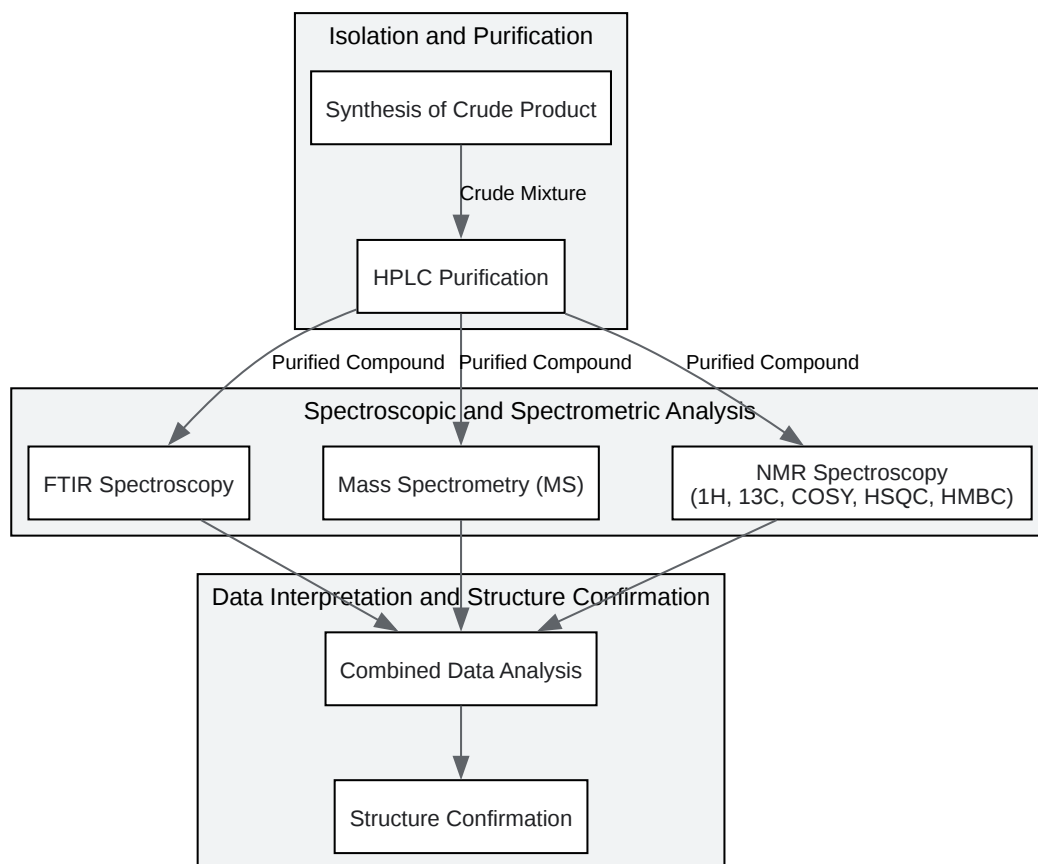 Isolation and Purification
Synthesis of Crude Product
Crude Mixture
HPLC Purification
Purified Compound
Purified Compound
Purified Compound
Spectroscopic and Spectrometric Analysis
FTIR Spectroscopy
Mass Spectrometry (MS)
NMR Spectroscopy
(1H, 13C, COSY, HSQC, HMBC)
Data Interpretation and Structure Confirmation
Combined Data Analysis
Structure Confirmation